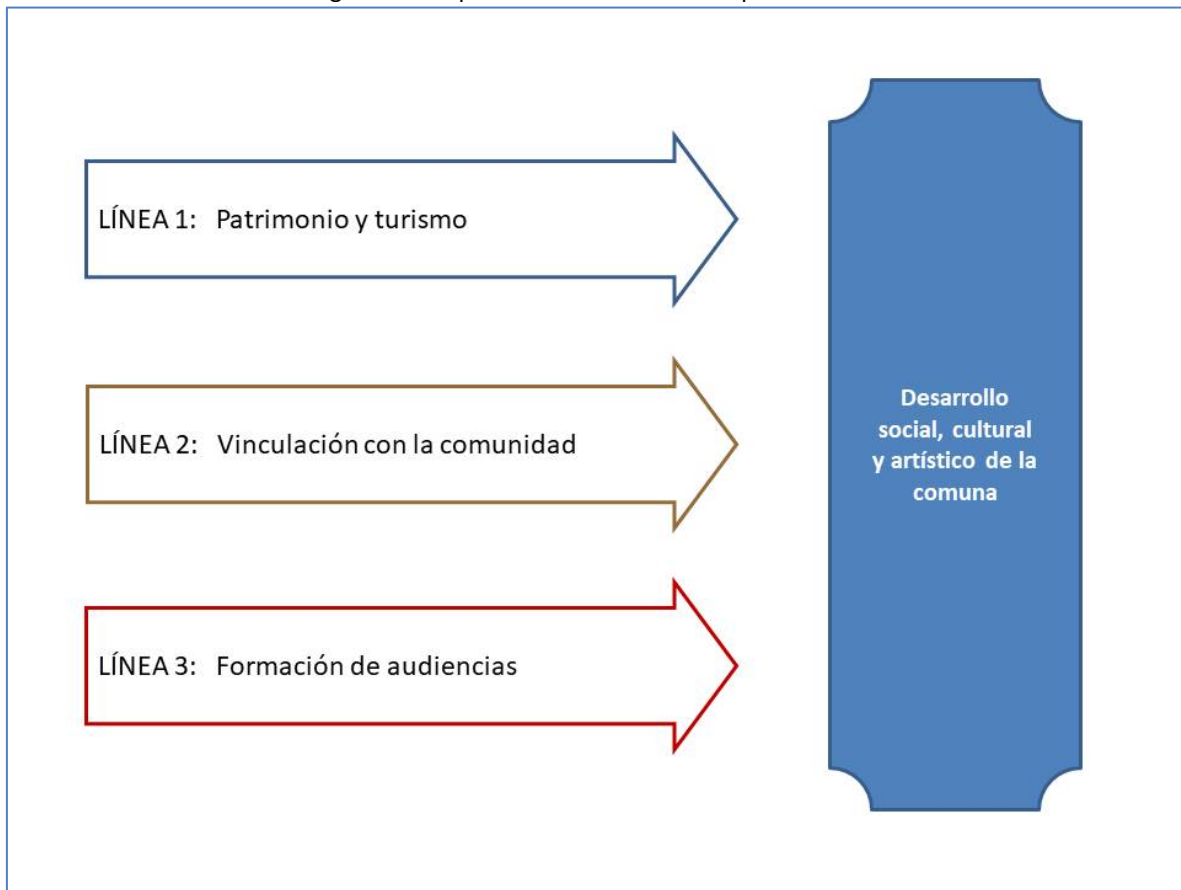 LÍNEA 1: Patrimonio y turismo
LÍNEA 2: Vinculación con la comunidad
LÍNEA 3: Formación de audiencias
Desarrollo
social, cultural
y artístico de la
comuna